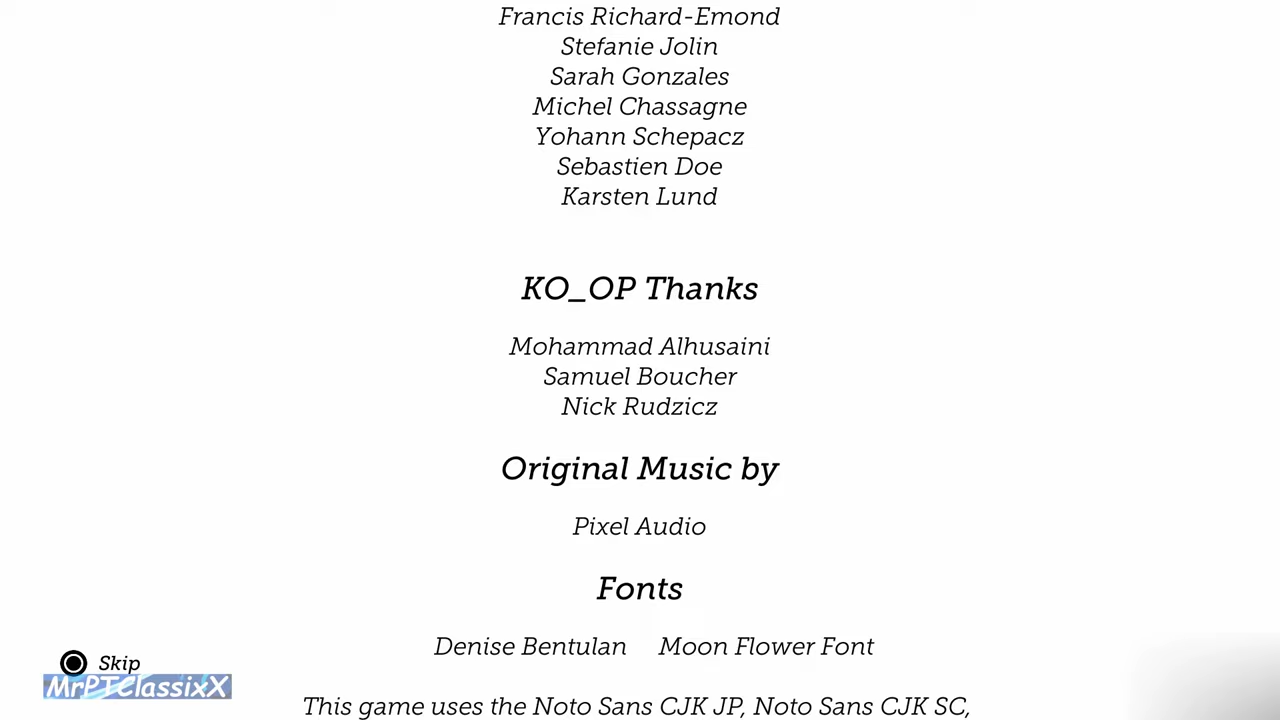 Francis Richard-Emond
Stefanie Jolin
Sarah Gonzales
Michel Chassagne
Yohann Schepacz
Sebastien Doe
Karsten Lund
KO_OP Thanks
Mohammad Alhusaini
Samuel Boucher
Nick Rudzicz
Original Music by
Pixel Audio
Fonts
Denise Bentulan Moon Flower Font
Skip
MrPTClassixX
This game uses the Noto Sans CJK JP, Noto Sans CJK SC,